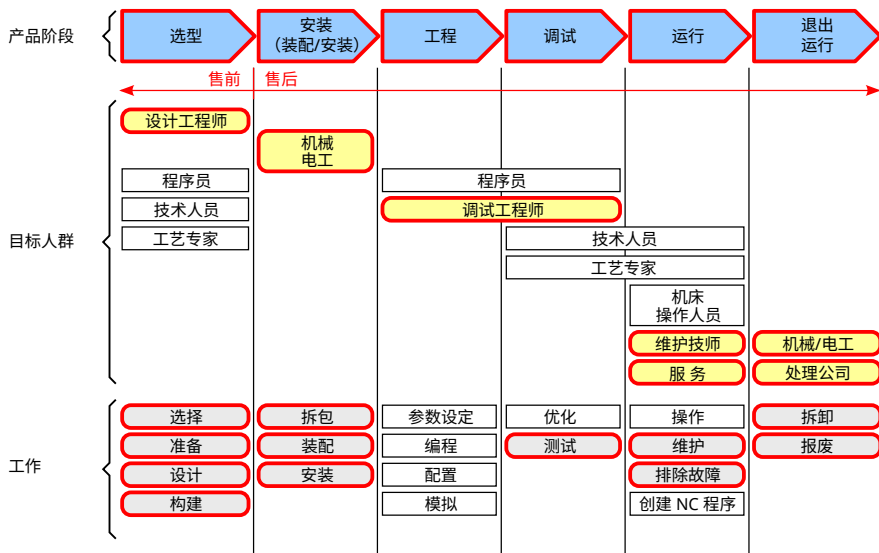 产品阶段
选型
安装
（装配/安装）
工程
调试
运行
退出
运行
售前
售后
目标人群
设计工程师
机械
电工
程序员
程序员
技术人员
调试工程师
工艺专家
技术人员
工艺专家
机床
操作人员
维护技师
机械/电工
服 务
处理公司
工作
选择
拆包
参数设定
优化
操作
拆卸
准备
装配
编程
测试
维护
报废
设计
安装
配置
排除故障
构建
模拟
创建 NC 程序